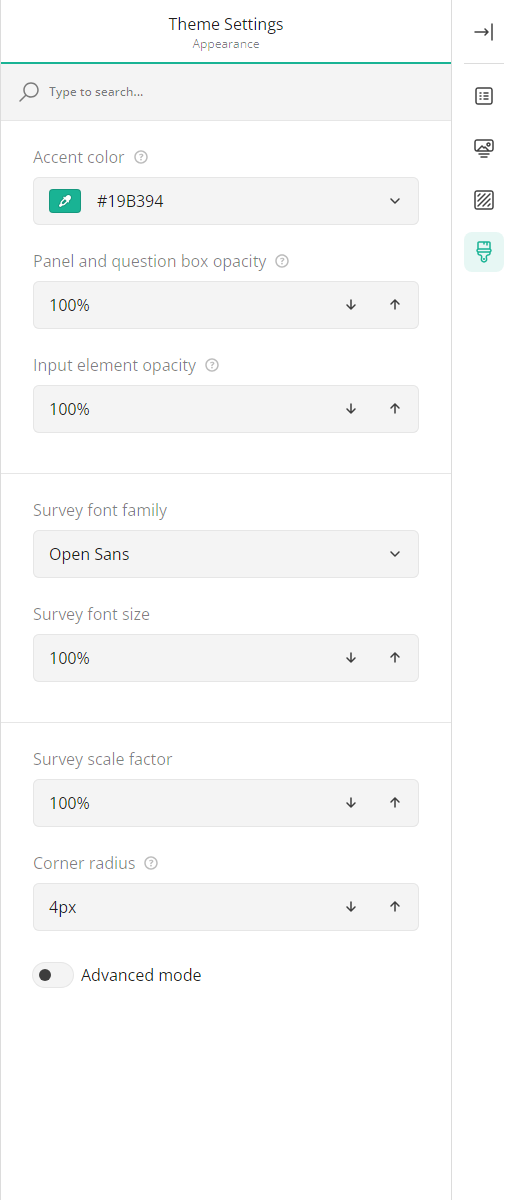 Theme Settings
Appearance
Type to search...
Accent color
#19B394
Panel and question box opacity
100%
Input element opacity
100%
Survey font family
Open Sans
Survey font size
100%
Survey scale factor
100%
Corner radius
4px
Advanced mode